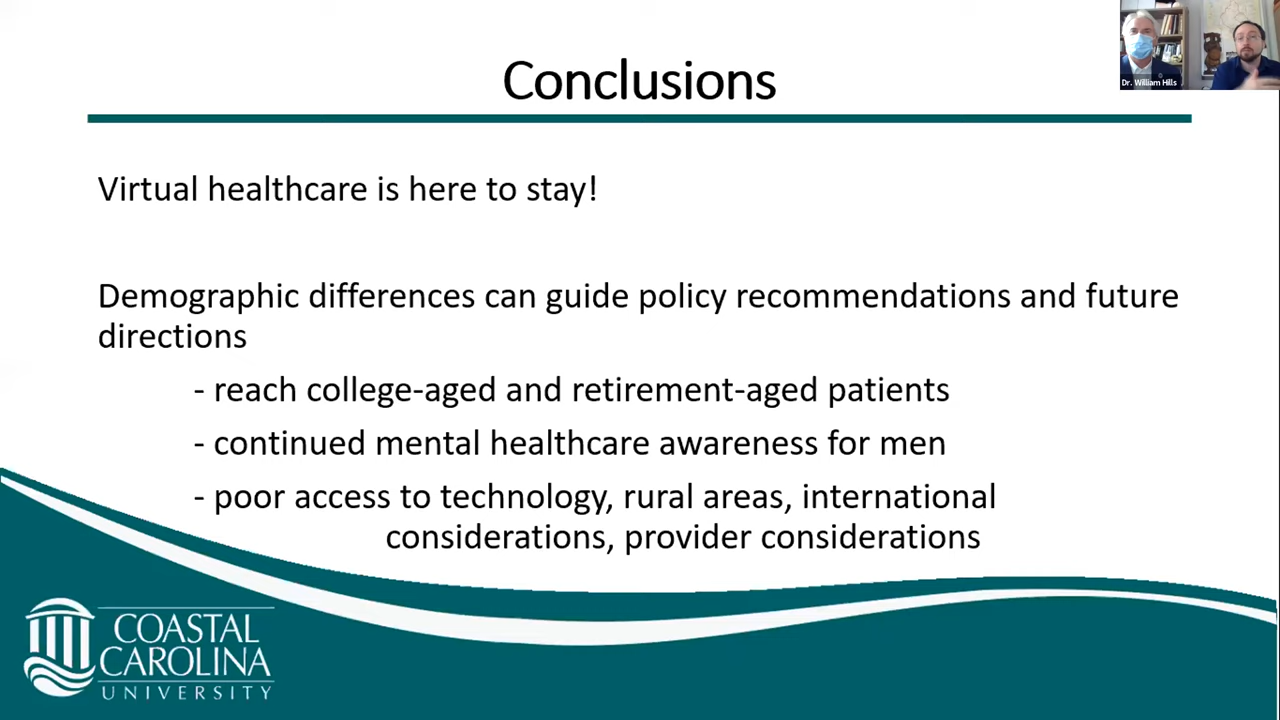 Conclusions
Dr. William Hills
Virtual healthcare is here to stay!
Demographic differences can guide policy recommendations and future
directions
- reach college-aged and retirement-aged patients
- continued mental healthcare awareness for men
- poor access to technology, rural areas, international
considerations, provider considerations
COASTAL
CAROLINA
UNIVERSITY